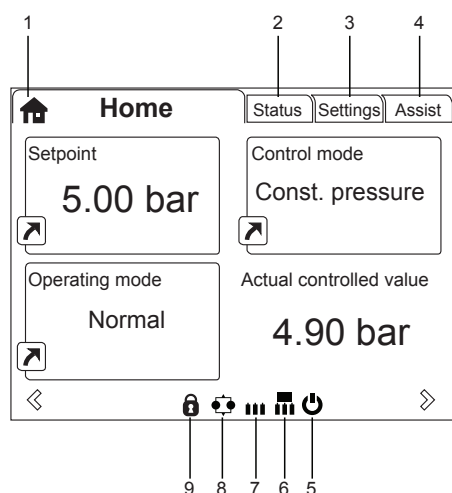 1 2 3 4
Home Status Settings Assist
Setpoint Control mode
5.00 bar Const. pressure
Operating mode Actual controlled value
Normal 4.90 bar
9 8 7 6 5